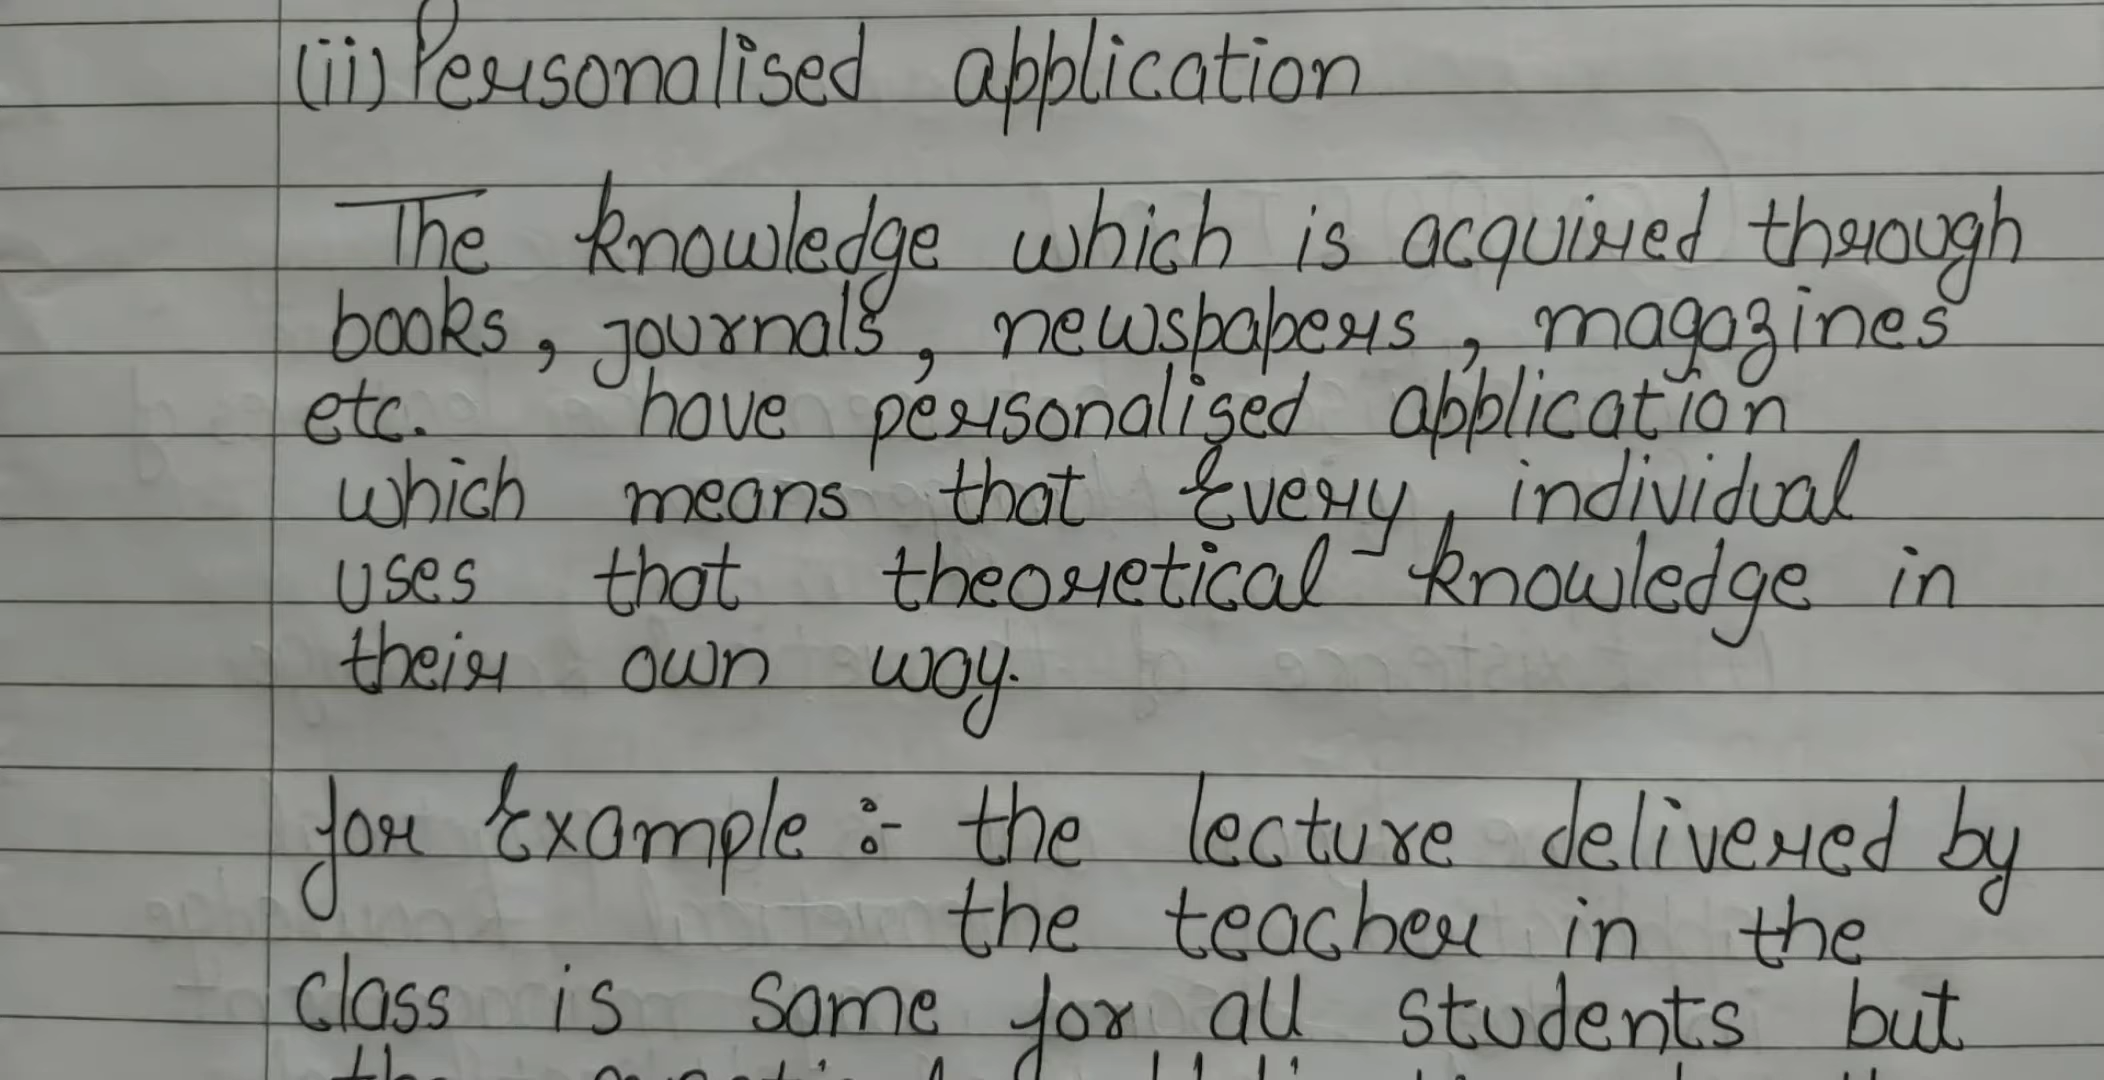 (ii) Personalised application
The knowledge which is acquired through
books, journals, newspapers, magazines
etc. have personalised application
which means that Every individual
uses that theoretical knowledge in
their own way.
for Example :- the lecture delivered by
the teacher in the
class is same for all students but